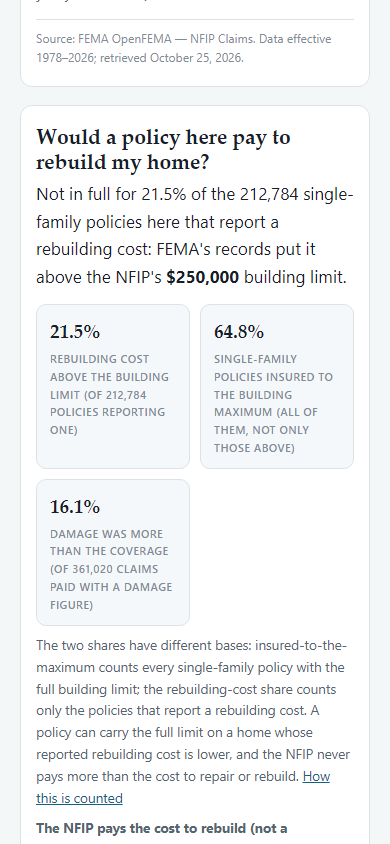 Source: FEMA OpenFEMA — NFIP Claims. Data effective
1978–2026; retrieved October 25, 2026.
Would a policy here pay to
rebuild my home?
Not in full for 21.5% of the 212,784 single-
family policies here that report a
rebuilding cost: FEMA's records put it
above the NFIP's $250,000 building limit.
21.5%
REBUILDING COST
ABOVE THE BUILDING
LIMIT (OF 212,784
POLICIES REPORTING
ONE)
64.8%
SINGLE-FAMILY
POLICIES INSURED TO
THE BUILDING
MAXIMUM (ALL OF
THEM, NOT ONLY
THOSE ABOVE)
16.1%
DAMAGE WAS MORE
THAN THE COVERAGE
(OF 361,020 CLAIMS
PAID WITH A DAMAGE
FIGURE)
The two shares have different bases: insured-to-the-
maximum counts every single-family policy with the
full building limit; the rebuilding-cost share counts
only the policies that report a rebuilding cost. A
policy can carry the full limit on a home whose
reported rebuilding cost is lower, and the NFIP never
pays more than the cost to repair or rebuild. How
this is counted
The NFIP pays the cost to rebuild (not a